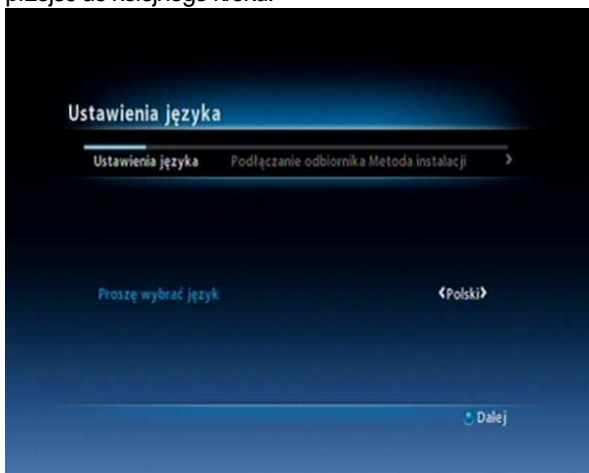 przejść do kolejnego kroku.
Ustawienia języka
Ustawienia języka Podłączanie odbiornika Metoda instalacji >
Proszę wybrać język <Polski>
Dalej